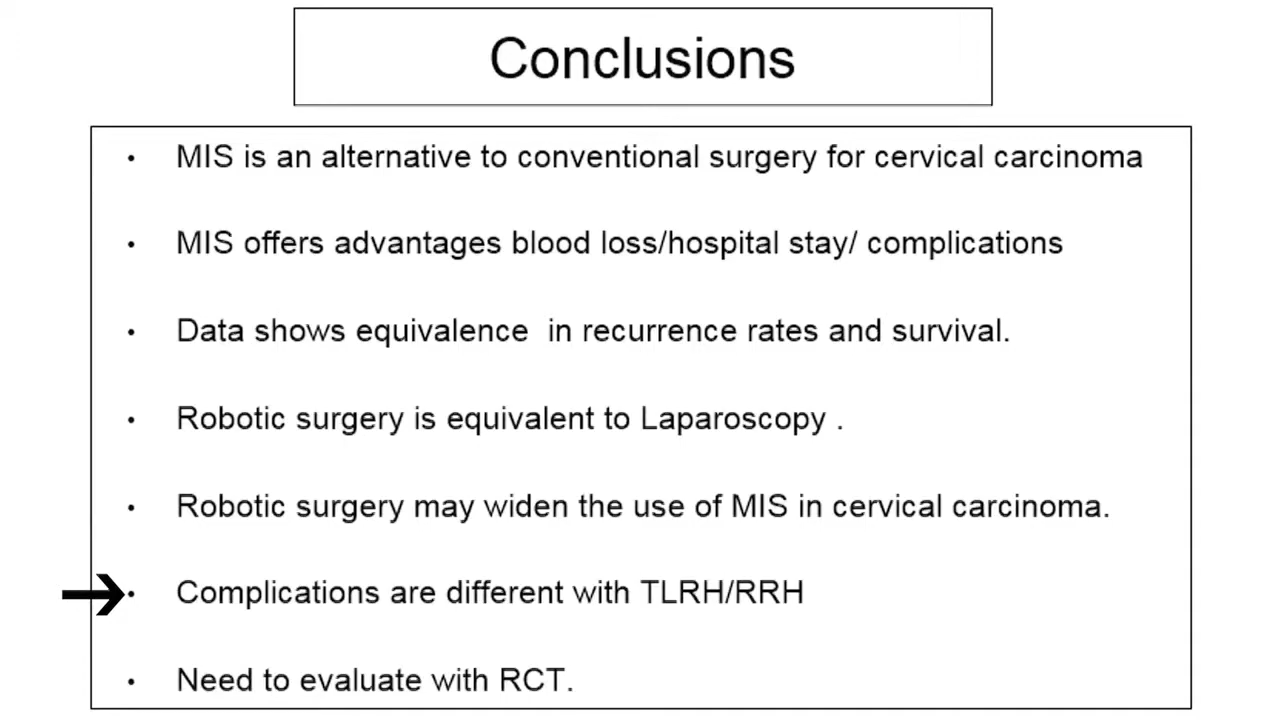 Conclusions
• MIS is an alternative to conventional surgery for cervical carcinoma
• MIS offers advantages blood loss/hospital stay/ complications
• Data shows equivalence  in recurrence rates and survival.
• Robotic surgery is equivalent to Laparoscopy .
• Robotic surgery may widen the use of MIS in cervical carcinoma.
• Complications are different with TLRH/RRH
• Need to evaluate with RCT.